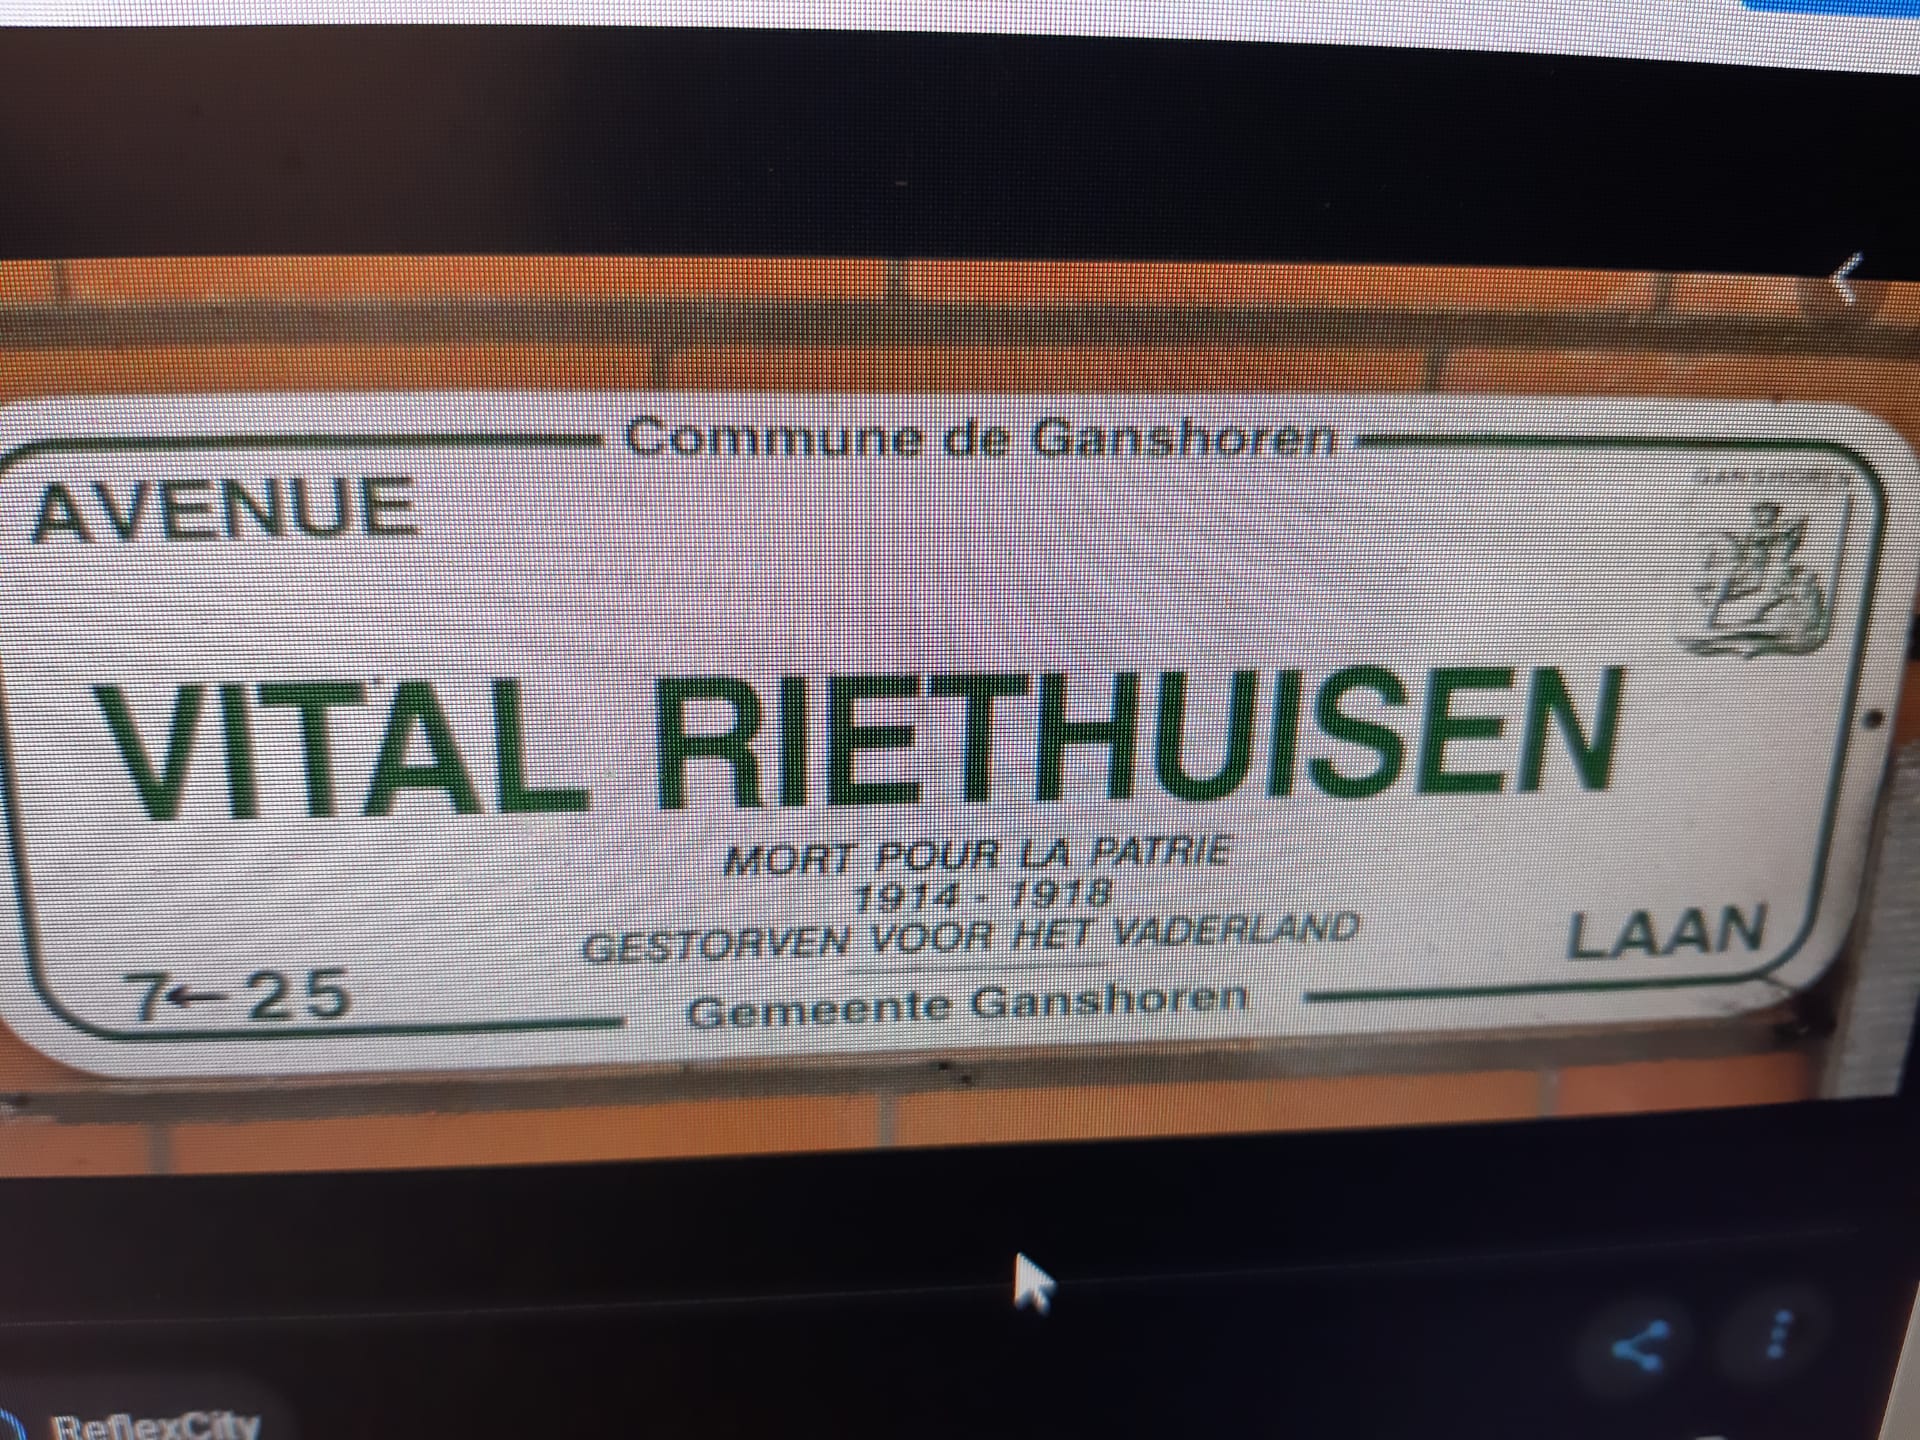 Commune de Ganshoren
AVENUE
GANSHOREN
VITAL RIETHUISEN
MORT POUR LA PATRIE
1914 - 1918
GESTORVEN VOOR HET VADERLAND
LAAN
7←25
Gemeente Ganshoren
ReflexCity